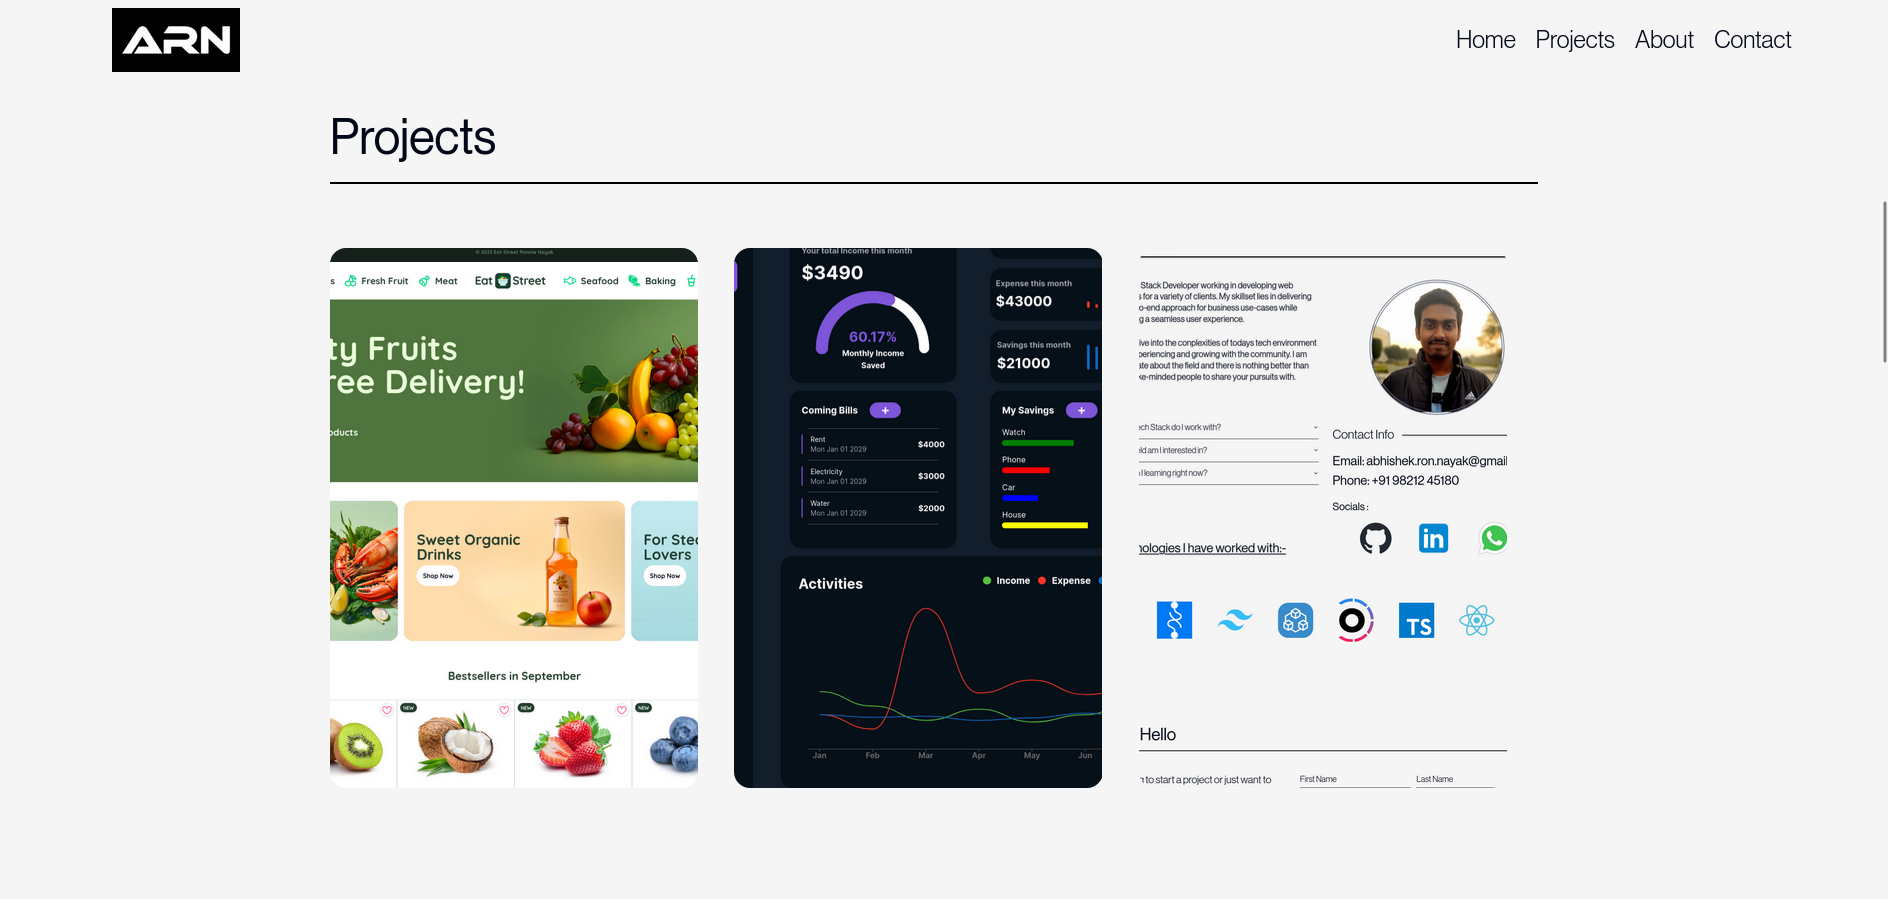 ARN
Home Projects About Contact
Projects
© 2023 Eat Street Ronnie Nayak
s Fresh Fruit Meat Eat Street Seafood Baking
ty Fruits
ree Delivery!
oducts
Sweet Organic
Drinks
Shop Now
For Stea
Lovers
Shop Now
Bestsellers in September
NEW
NEW
NEW
Your total Income this month
$3490
60.17%
Monthly Income
Saved
Expense this month
$43000
Savings this month
$21000
Coming Bills +
Rent
Mon Jan 01 2029
$4000
Electricity
Mon Jan 01 2029
$3000
Water
Mon Jan 01 2029
$2000
My Savings +
Watch
Phone
Car
House
Activities
Income Expense
Jan Feb Mar Apr May Jun
Stack Developer working in developing web
s for a variety of clients. My skillset lies in delivering
o-end approach for business use-cases while
g a seamless user experience.
ive into the conplexities of todays tech environment
periencing and growing with the community. I am
ate about the field and there is nothing better than
ke-minded people to share your pursuits with.
ech Stack do I work with?
eld am I interested in?
I learning right now?
Contact Info
Email: abhishek.ron.nayak@gmail
Phone: +91 98212 45180
Socials :
in
nologies I have worked with:-
TS
Hello
n to start a project or just want to
First Name
Last Name